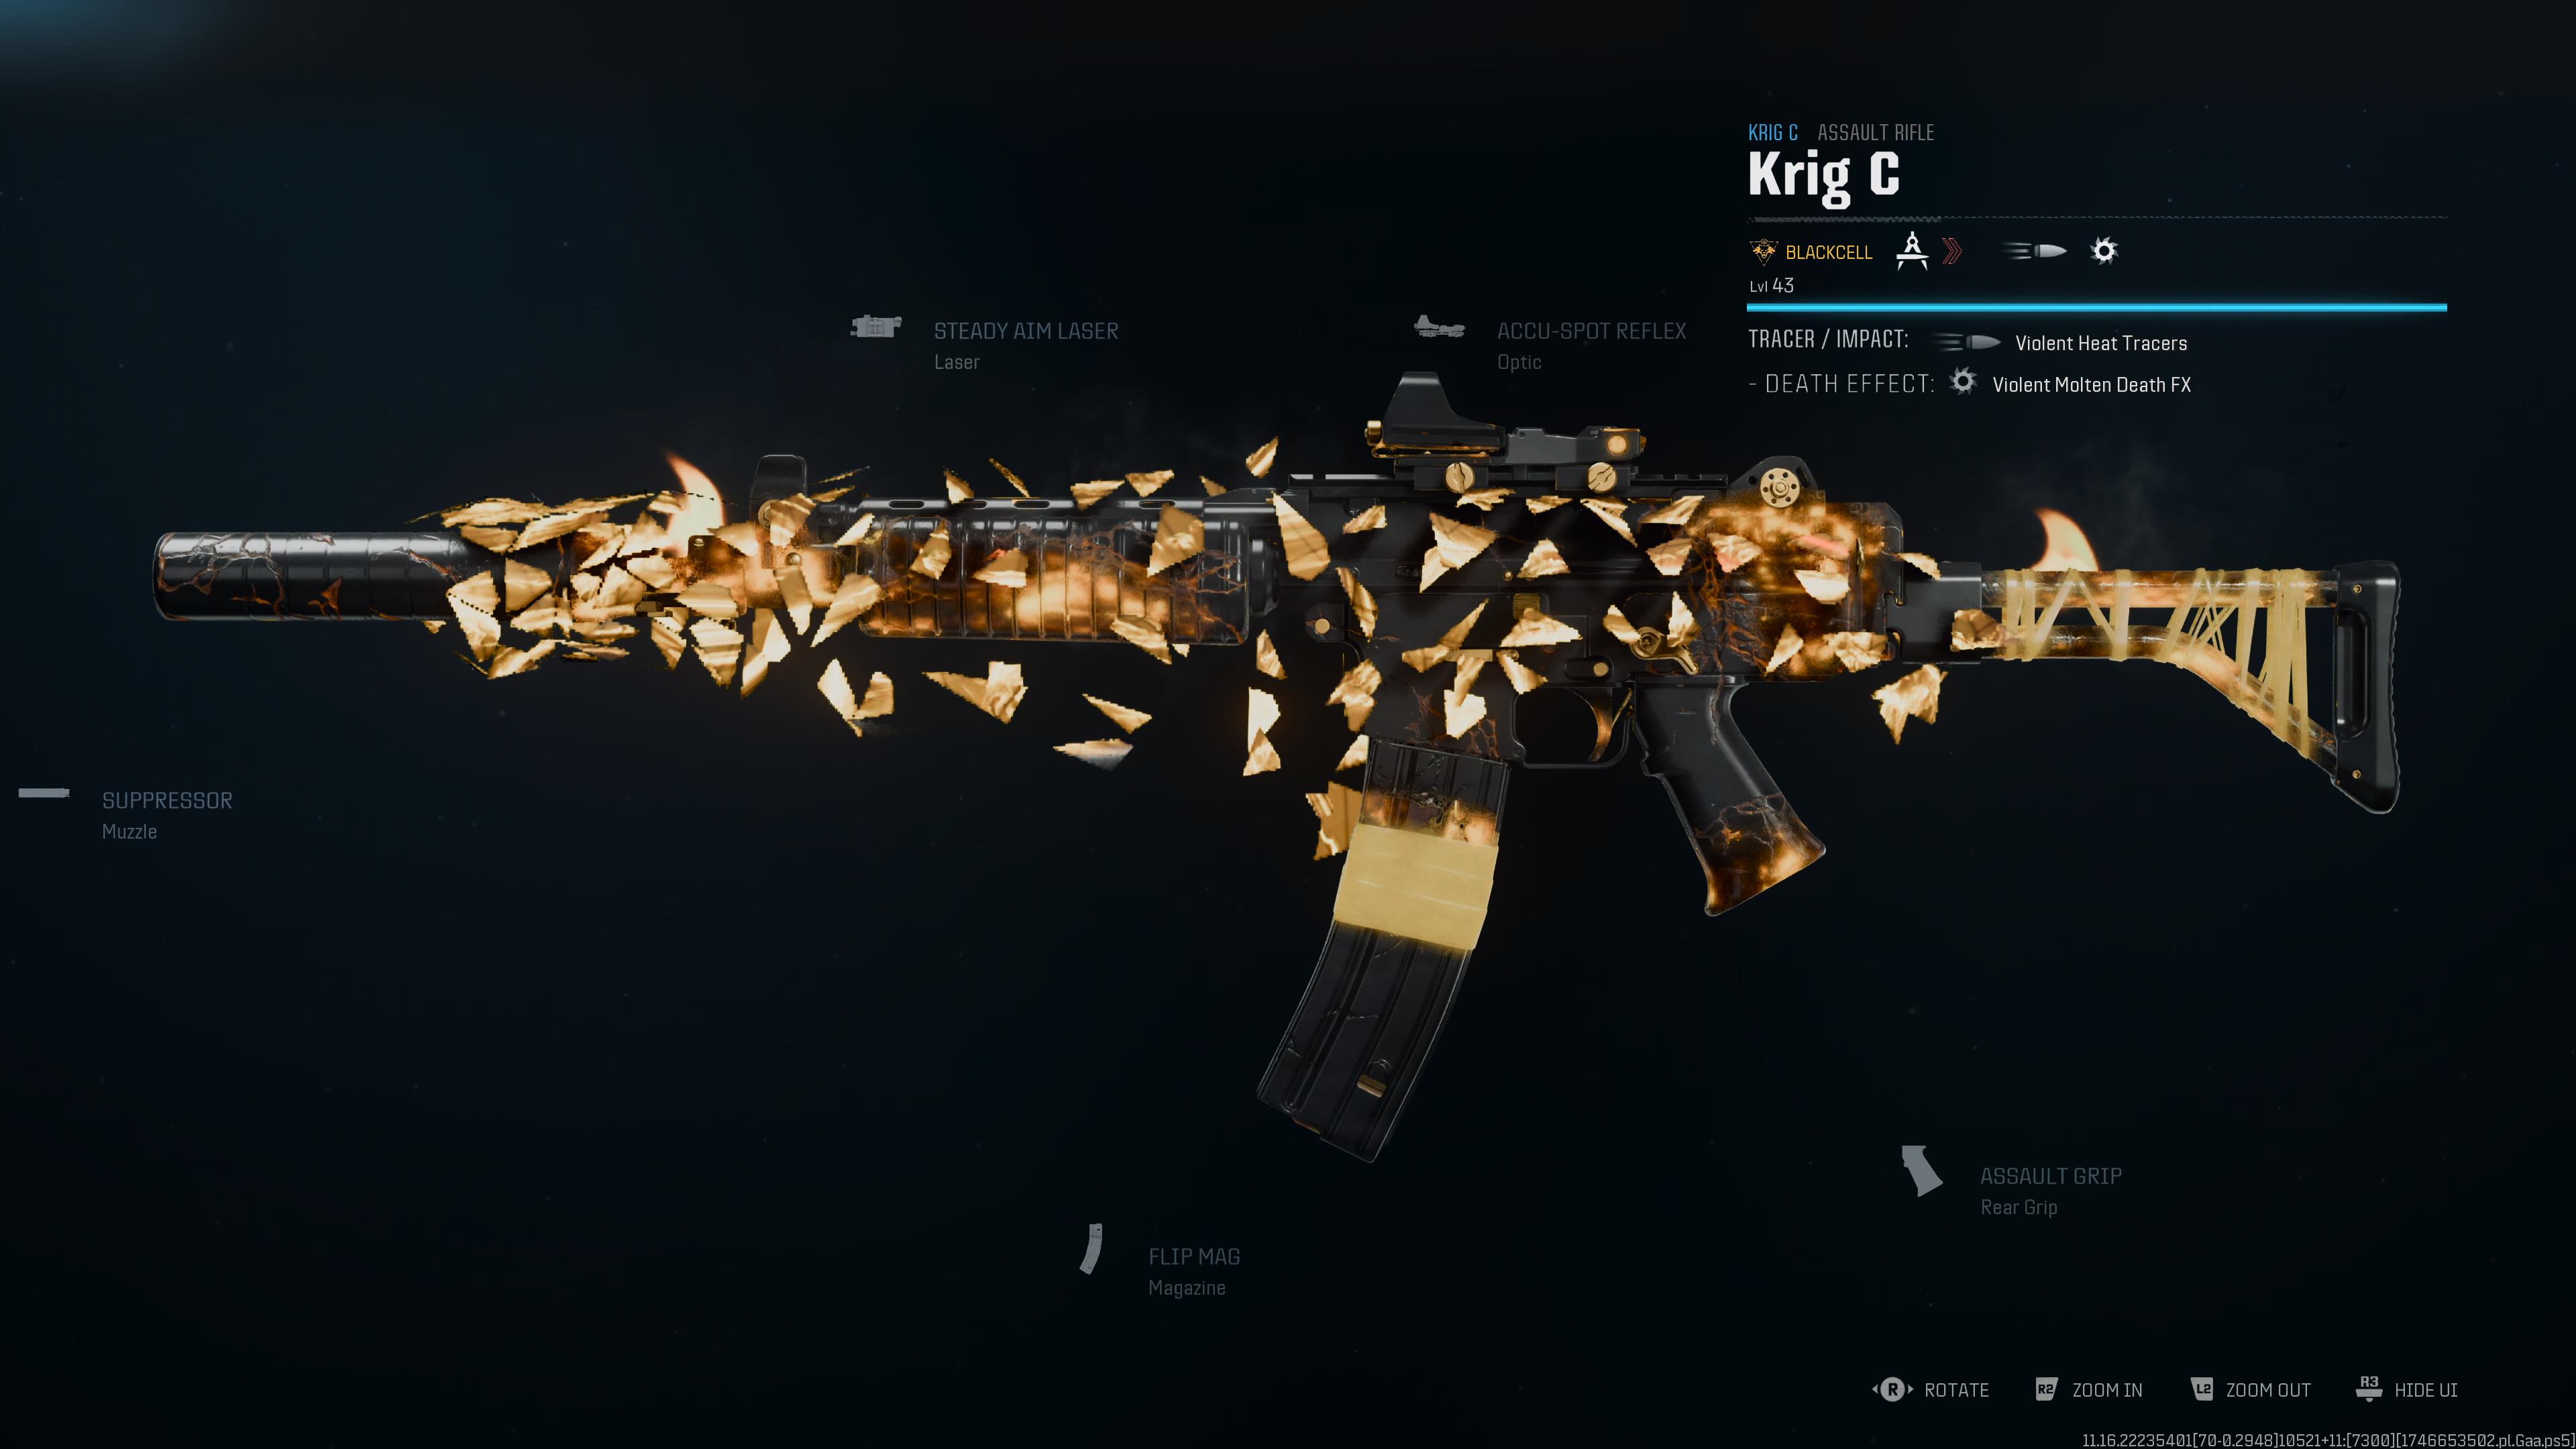 KRIG C ASSAULT RIFLE
Krig C
BLACKCELL
Lvl 43
TRACER / IMPACT: Violent Heat Tracers
- DEATH EFFECT: Violent Molten Death FX
STEADY AIM LASER
Laser
ACCU-SPOT REFLEX
Optic
SUPPRESSOR
Muzzle
ASSAULT GRIP
Rear Grip
FLIP MAG
Magazine
R ROTATE R2 ZOOM IN L2 ZOOM OUT R3 HIDE UI
11.16.22235401[70-0.2948]10521+11:[7300][1746653502.pl.Gaa.ps5]